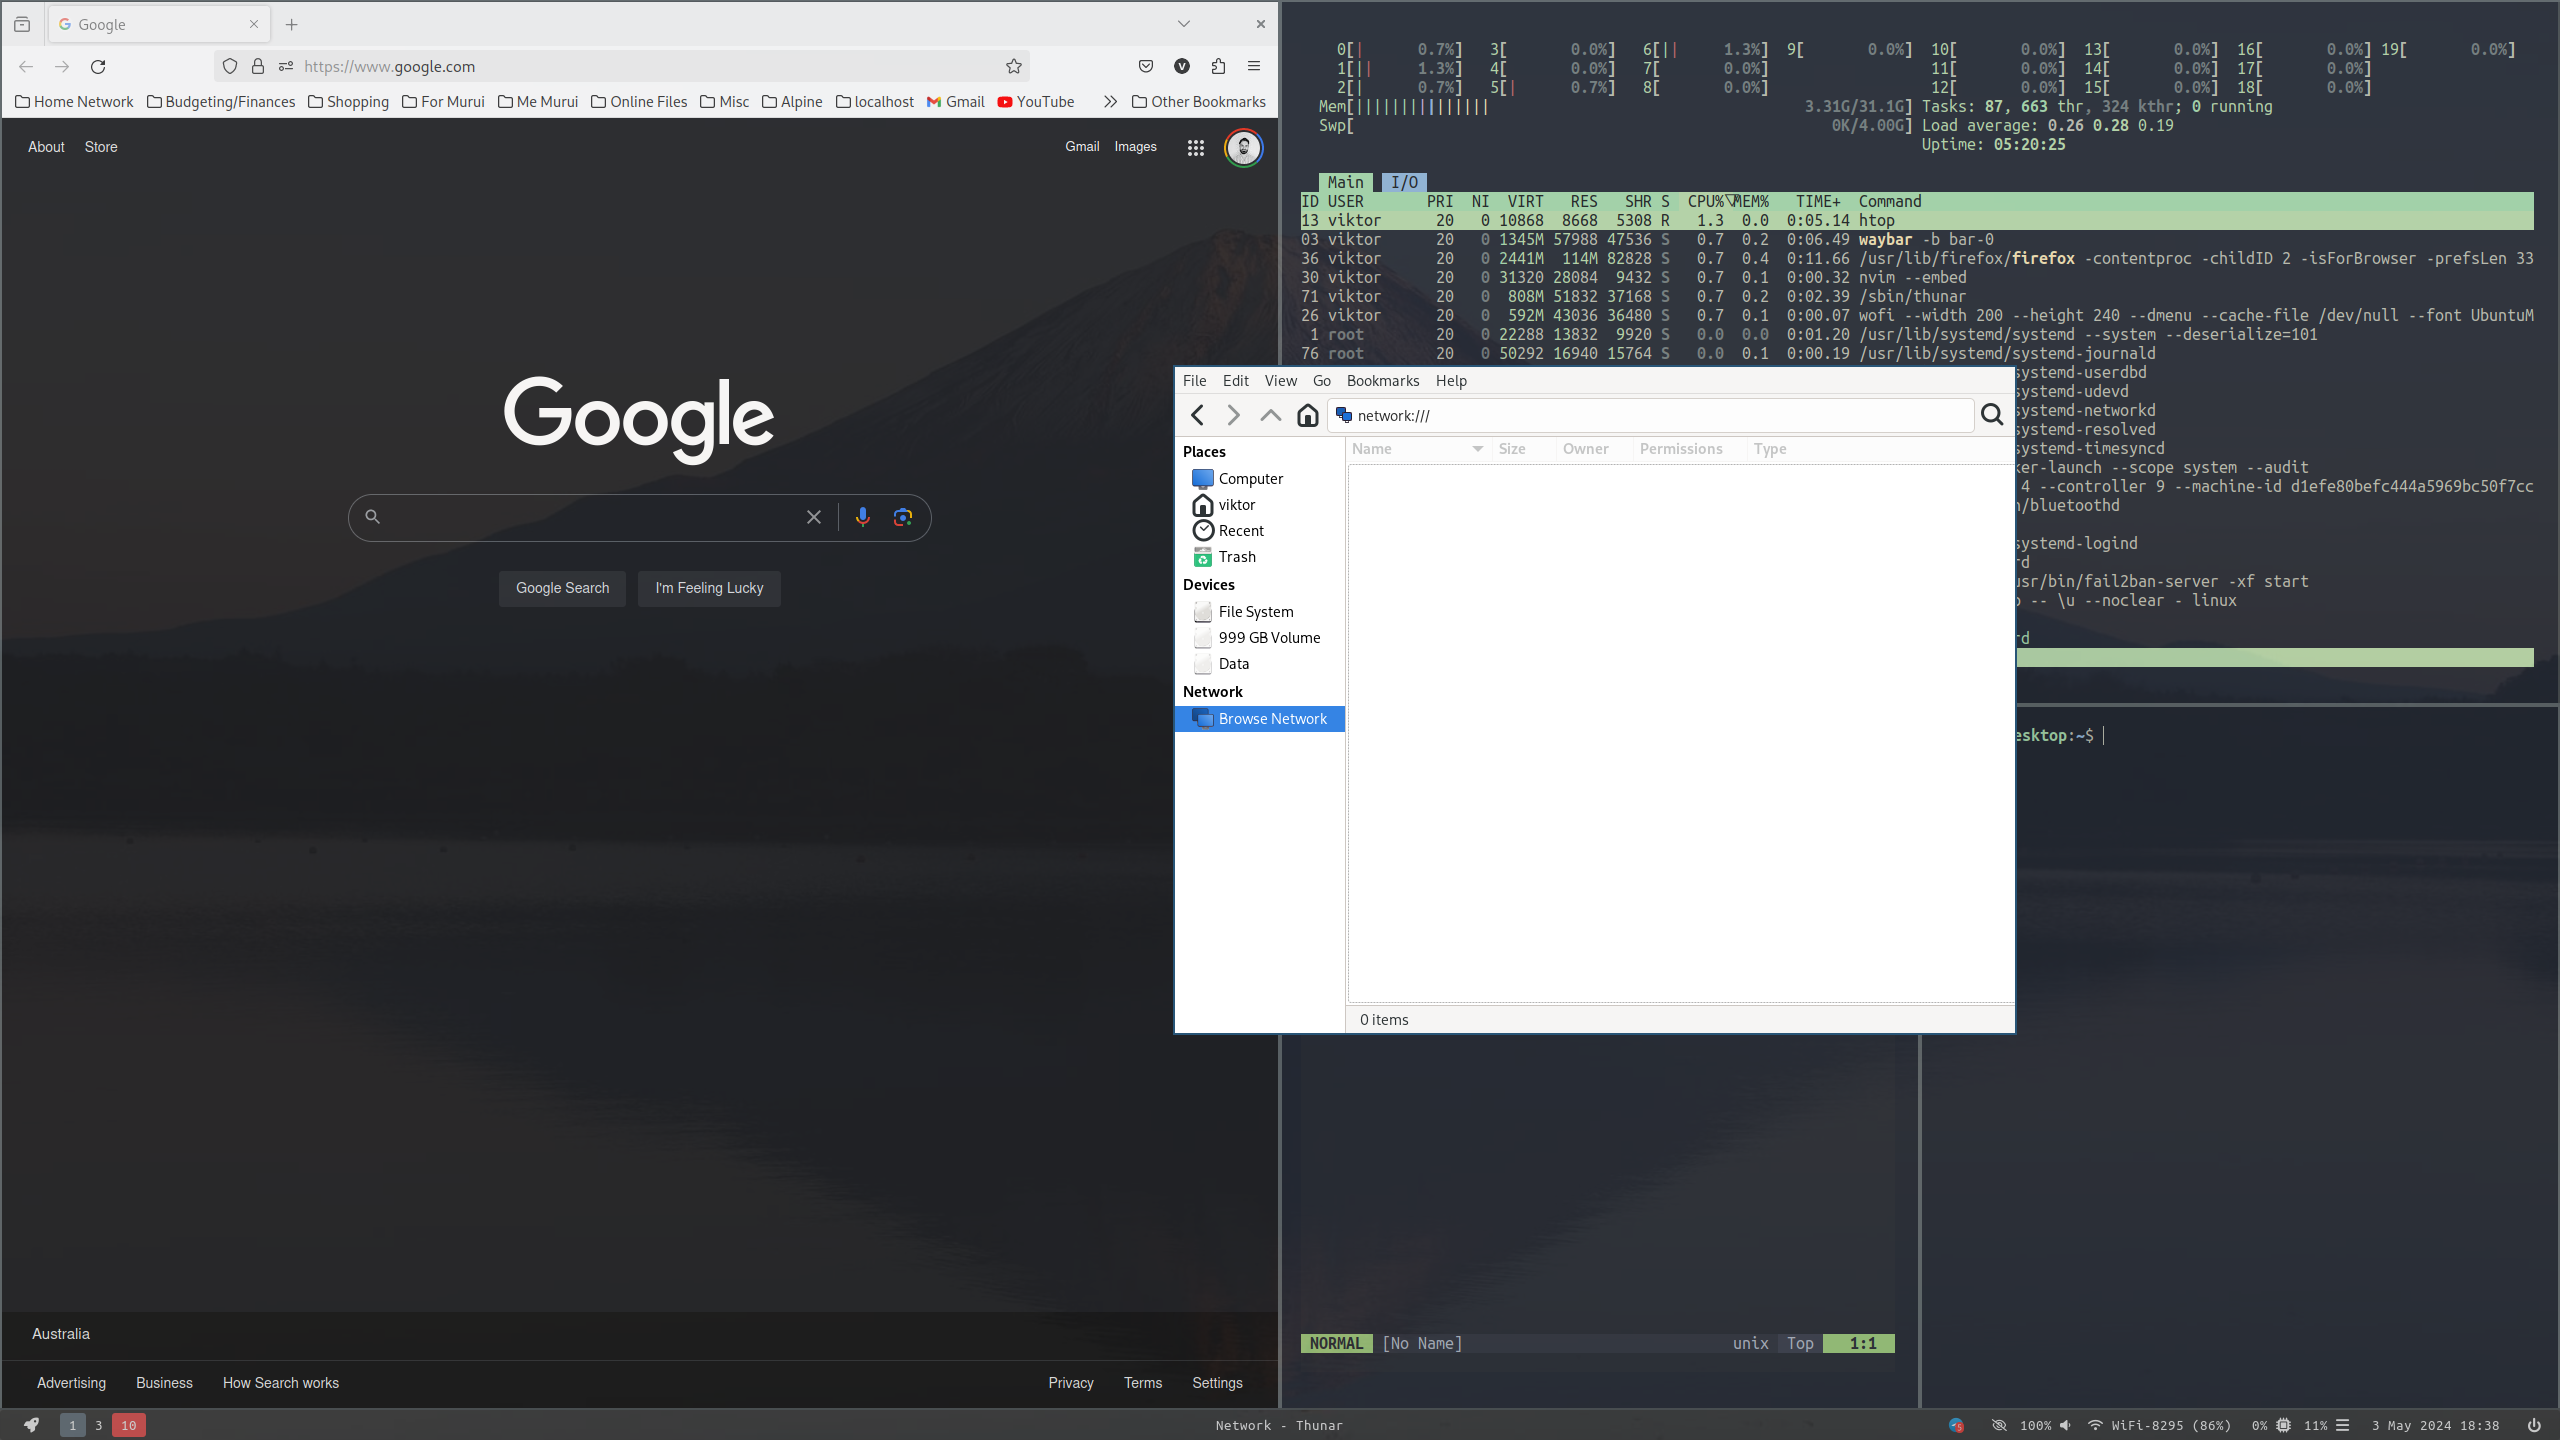 Google
https://www.google.com
Home Network Budgeting/Finances Shopping For Murui Me Murui Online Files Misc Alpine localhost Gmail YouTube Other Bookmarks
About Store Gmail Images
Google
Google Search I'm Feeling Lucky
Australia
Advertising Business How Search works Privacy Terms Settings
0[| 0.7%] 3[ 0.0%] 6[|| 1.3%] 9[ 0.0%] 10[ 0.0%] 13[ 0.0%] 16[ 0.0%] 19[ 0.0%]
1[|| 1.3%] 4[ 0.0%] 7[ 0.0%] 11[ 0.0%] 14[ 0.0%] 17[ 0.0%]
2[| 0.7%] 5[| 0.7%] 8[ 0.0%] 12[ 0.0%] 15[ 0.0%] 18[ 0.0%]
Mem[||||||||||||||| 3.31G/31.1G] Tasks: 87, 663 thr, 324 kthr; 0 running
Swp[ 0K/4.00G] Load average: 0.26 0.28 0.19
Uptime: 05:20:25
Main I/O
ID USER PRI NI VIRT RES SHR S CPU%▽MEM% TIME+ Command
13 viktor 20 0 10868 8668 5308 R 1.3 0.0 0:05.14 htop
03 viktor 20 0 1345M 57988 47536 S 0.7 0.2 0:06.49 waybar -b bar-0
36 viktor 20 0 2441M 114M 82828 S 0.7 0.4 0:11.66 /usr/lib/firefox/firefox -contentproc -childID 2 -isForBrowser -prefsLen 33
30 viktor 20 0 31320 28084 9432 S 0.7 0.1 0:00.32 nvim --embed
71 viktor 20 0 808M 51832 37168 S 0.7 0.2 0:02.39 /sbin/thunar
26 viktor 20 0 592M 43036 36480 S 0.7 0.1 0:00.07 wofi --width 200 --height 240 --dmenu --cache-file /dev/null --font UbuntuM
1 root 20 0 22288 13832 9920 S 0.0 0.0 0:01.20 /usr/lib/systemd/systemd --system --deserialize=101
76 root 20 0 50292 16940 15764 S 0.0 0.1 0:00.19 /usr/lib/systemd/systemd-journald
systemd-userdbd
systemd-udevd
systemd-networkd
systemd-resolved
systemd-timesyncd
ker-launch --scope system --audit
4 --controller 9 --machine-id d1efe80befc444a5969bc50f7cc
/bluetoothd
systemd-logind
rd
usr/bin/fail2ban-server -xf start
-- \u --noclear - linux
rd
File Edit View Go Bookmarks Help
network:///
Places
Computer
viktor
Recent
Trash
Devices
File System
999 GB Volume
Data
Network
Browse Network
Name Size Owner Permissions Type
0 items
esktop:~$
NORMAL [No Name] unix Top 1:1
1 3 10 Network - Thunar 100% WiFi-8295 (86%) 0% 11% 3 May 2024 18:38